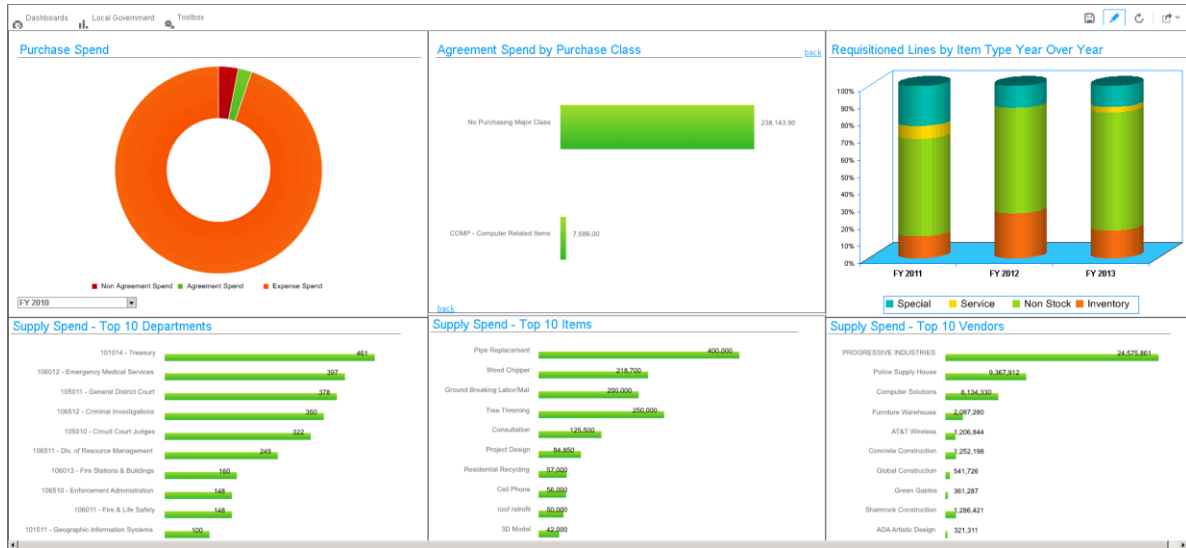 Dashboards
Local Government
Toolbox
Purchase Spend
Non Agreement Spend
Agreement Spend
Expense Spend
FY 2010
Agreement Spend by Purchase Class
back
No Purchasing Major Class
238,143.90
COMP - Computer Related Items
7,686.00
back
Requisitioned Lines by Item Type Year Over Year
100%
90%
80%
70%
60%
50%
40%
30%
20%
10%
0%
FY 2011
FY 2012
FY 2013
Special
Service
Non Stock
Inventory
Supply Spend - Top 10 Departments
101014 - Treasury 461
106012 - Emergency Medical Services 397
105011 - General District Court 378
106512 - Criminal Investigations 350
105010 - Circuit Court Judges 322
106511 - Div. of Resource Management 249
106013 - Fire Stations & Buildings 160
106510 - Enforcement Administration 148
106011 - Fire & Life Safety 148
101511 - Geographic Information Systems 100
Supply Spend - Top 10 Items
Pipe Replacement 400,000
Wood Chipper 218,700
Ground Breaking Labor/Mat 200,000
Tree Trimming 250,000
Consultation 125,500
Project Design 84,850
Residential Recycling 57,000
Cell Phone 56,000
roof retrofit 50,000
3D Model 42,000
Supply Spend - Top 10 Vendors
PROGRESSIVE INDUSTRIES 24,575,861
Police Supply House 9,367,912
Computer Solutions 6,134,330
Furniture Warehouse 2,087,280
AT&T Wireless 1,206,844
Concrete Construction 1,252,198
Global Construction 541,726
Green Gables 361,287
Shamrock Construction 1,286,421
ADA Artistic Design 321,311